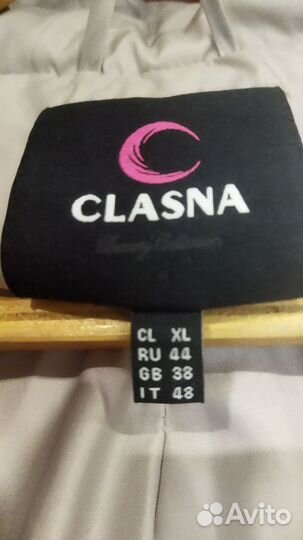 CLASNA
CL XL
RU 44
GB 38
IT 48
Avito